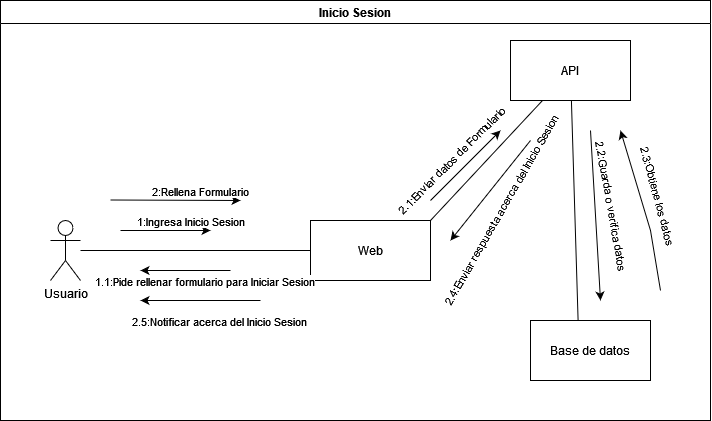 Inicio Sesion
API
2:Rellena Formulario
1:Ingresa Inicio Sesion
Usuario
Web
1.1:Pide rellenar formulario para Iniciar Sesion
2.5:Notificar acerca del Inicio Sesion
2.1:Enviar datos de Formulario
2.4:Enviar respuesta acerca del Inicio Sesion
2.2:Guarda o verifica datos
2.3:Obtiene los datos
Base de datos